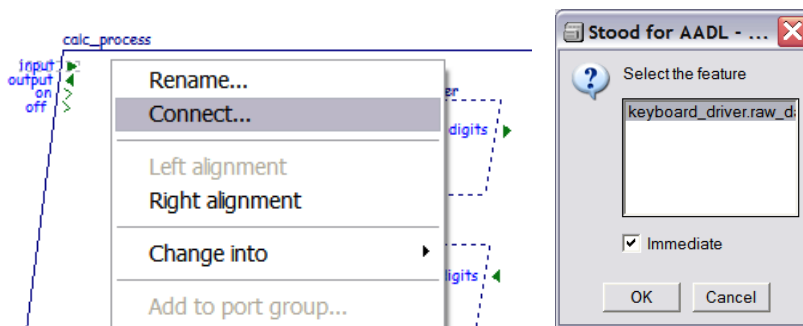 calc_process
input
output
on
off
Rename...
Connect...
Left alignment
Right alignment
Change into
Add to port group...
er
digits
digits
Stood for AADL - ...
Select the feature
keyboard_driver.raw_d
Immediate
OK
Cancel